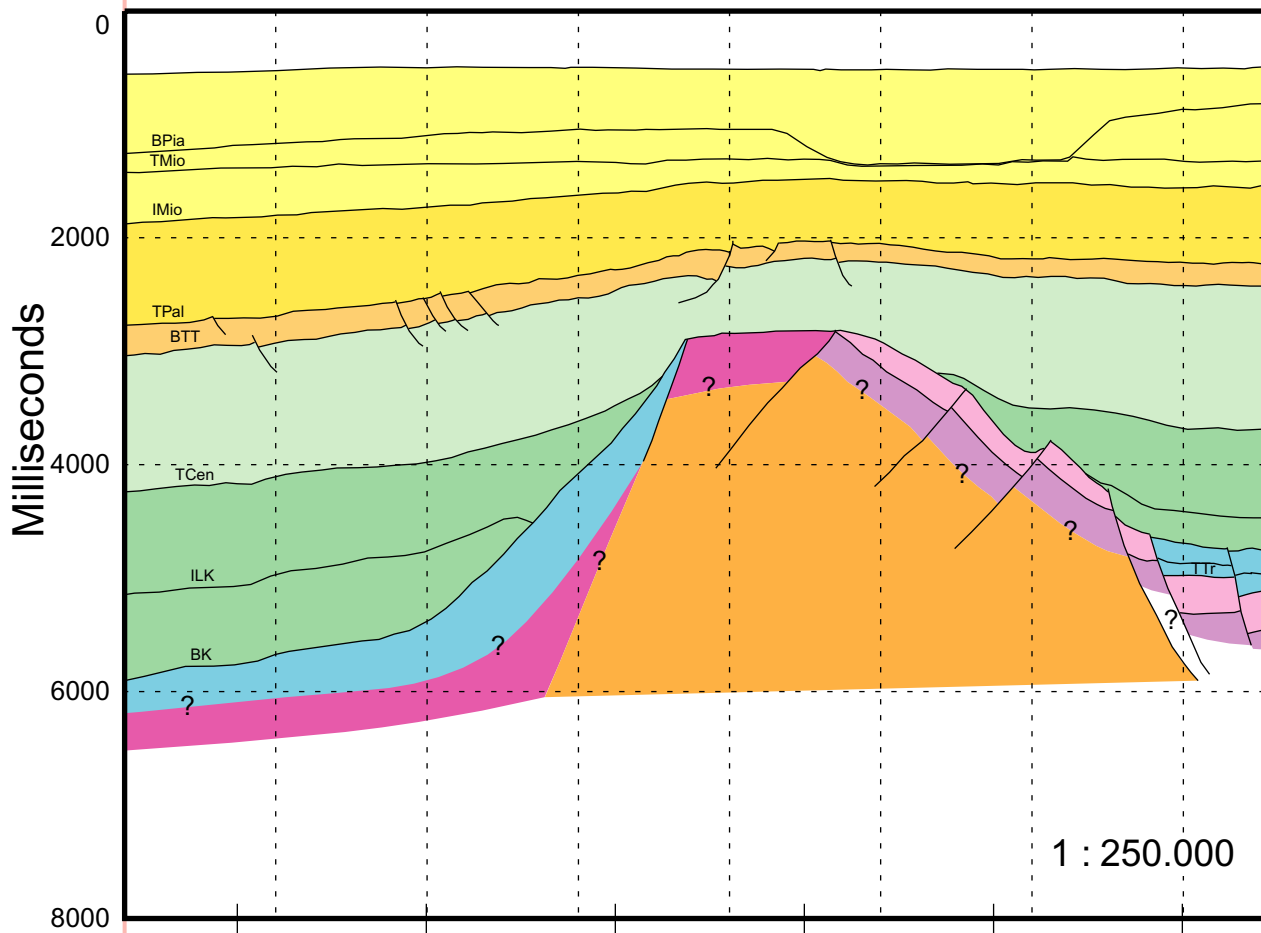 0
BPia
TMio
IMio
2000
TPal
BTT
Milliseconds
?
?
4000
TCen
?
?
?
TTr
ILK
?
BK
?
6000
?
1 : 250.000
8000